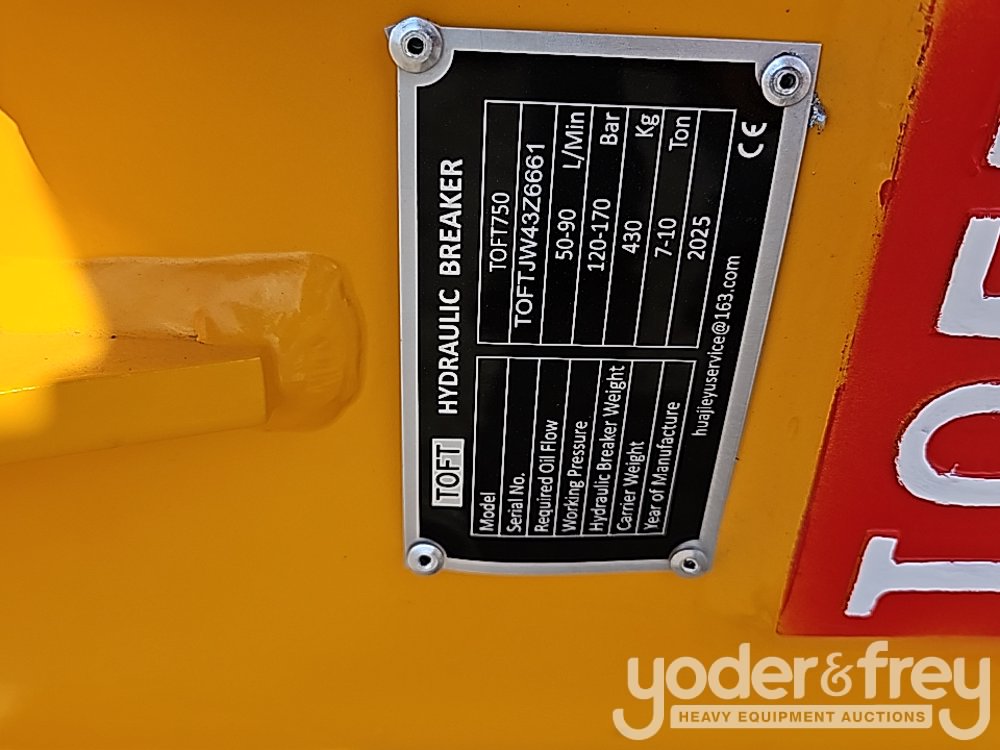 TOFT HYDRAULIC BREAKER
Model TOFT750
Serial No. TOFTJW43Z6661
Required Oil Flow 50-90 L/Min
Working Pressure 120-170 Bar
Hydraulic Breaker Weight 430 Kg
Carrier Weight 7-10 Ton
Year of Manufacture 2025
huajieyuservice@163.com CE
TOF
yoder&frey
HEAVY EQUIPMENT AUCTIONS